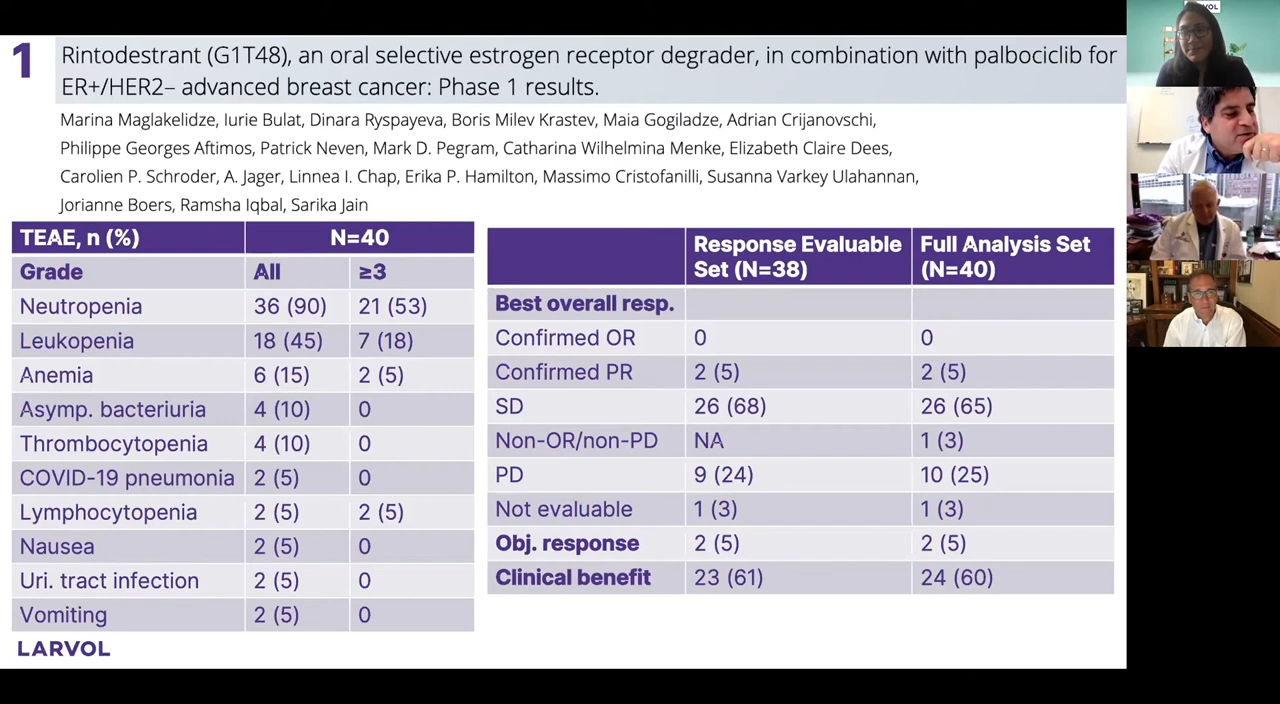 1
Rintodestrant (G1T48), an oral selective estrogen receptor degrader, in combination with palbociclib for
ER+/HER2– advanced breast cancer: Phase 1 results.
Marina Maglakelidze, Iurie Bulat, Dinara Ryspayeva, Boris Milev Krastev, Maia Gogiladze, Adrian Crijanovschi,
Philippe Georges Aftimos, Patrick Neven, Mark D. Pegram, Catharina Wilhelmina Menke, Elizabeth Claire Dees,
Carolien P. Schroder, A. Jager, Linnea I. Chap, Erika P. Hamilton, Massimo Cristofanilli, Susanna Varkey Ulahannan,
Jorianne Boers, Ramsha Iqbal, Sarika Jain
TEAE, n (%) N=40
Grade All ≥3
Neutropenia 36 (90) 21 (53)
Leukopenia 18 (45) 7 (18)
Anemia 6 (15) 2 (5)
Asymp. bacteriuria 4 (10) 0
Thrombocytopenia 4 (10) 0
COVID-19 pneumonia 2 (5) 0
Lymphocytopenia 2 (5) 2 (5)
Nausea 2 (5) 0
Uri. tract infection 2 (5) 0
Vomiting 2 (5) 0
Response Evaluable Full Analysis Set
Set (N=38) (N=40)
Best overall resp.
Confirmed OR 0 0
Confirmed PR 2 (5) 2 (5)
SD 26 (68) 26 (65)
Non-OR/non-PD NA 1 (3)
PD 9 (24) 10 (25)
Not evaluable 1 (3) 1 (3)
Obj. response 2 (5) 2 (5)
Clinical benefit 23 (61) 24 (60)
LARVOL